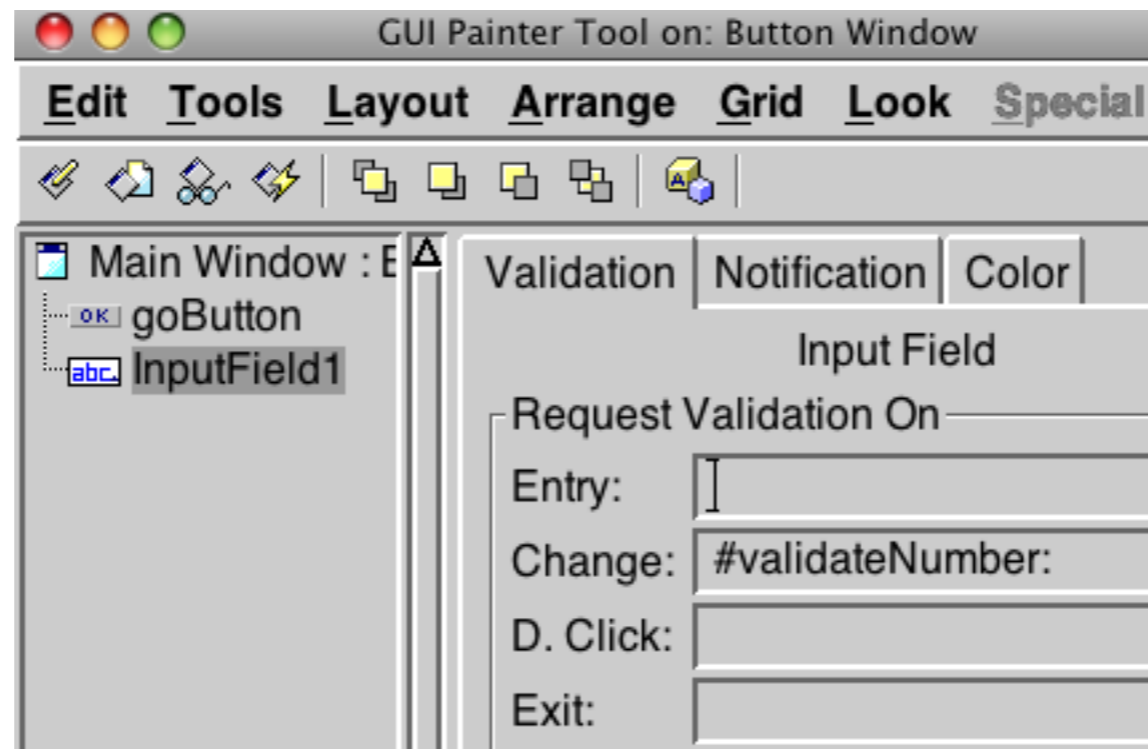 GUI Painter Tool on: Button Window
Edit Tools Layout Arrange Grid Look Special
A
Main Window : B
OK goButton
abc InputField1
Validation Notification Color
Input Field
Request Validation On
Entry:
Change: #validateNumber:
D. Click:
Exit: